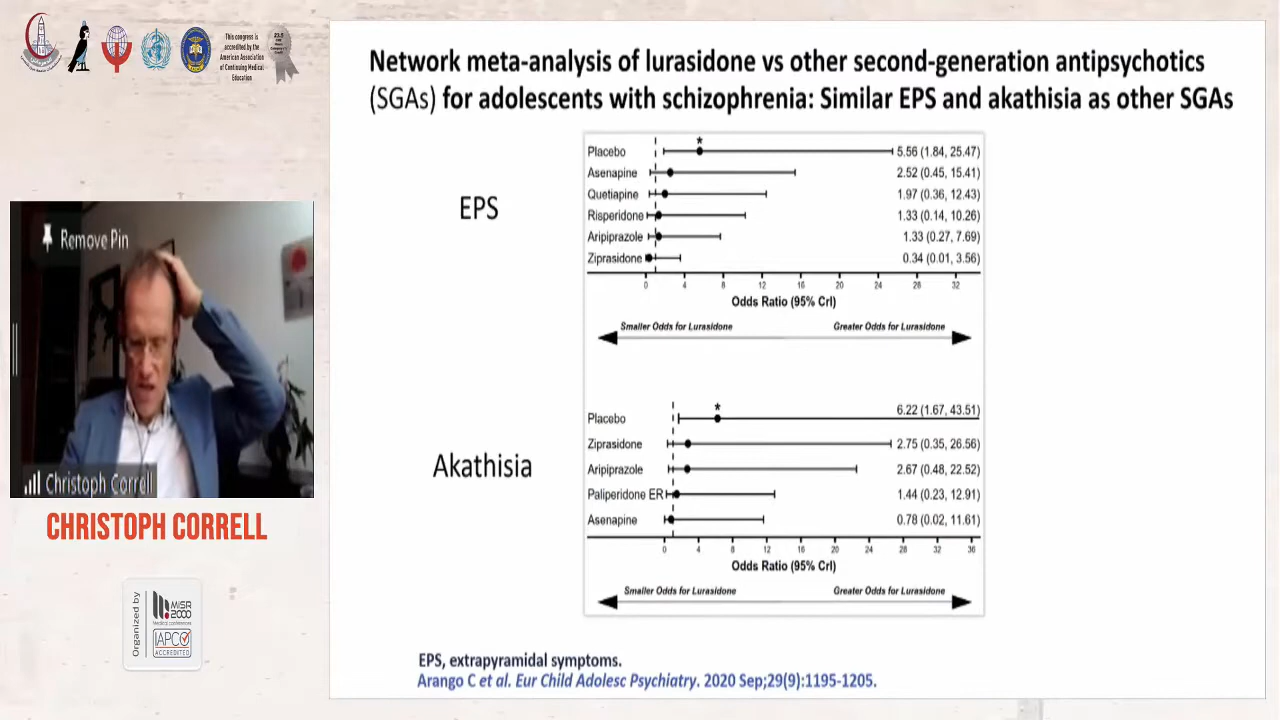 This congress is
accredited by the
American Association
of Continuing Medical
Education
Network meta-analysis of lurasidone vs other second-generation antipsychotics
(SGAs) for adolescents with schizophrenia: Similar EPS and akathisia as other SGAs
EPS
*
Placebo 5.56 (1.84, 25.47)
Asenapine 2.52 (0.45, 15.41)
Quetiapine 1.97 (0.36, 12.43)
Risperidone 1.33 (0.14, 10.26)
Aripiprazole 1.33 (0.27, 7.69)
Ziprasidone 0.34 (0.01, 3.56)
0 4 8 12 16 20 24 28 32
Odds Ratio (95% CrI)
Smaller Odds for Lurasidone Greater Odds for Lurasidone
Akathisia
*
Placebo 6.22 (1.67, 43.51)
Ziprasidone 2.75 (0.35, 26.56)
Aripiprazole 2.67 (0.48, 22.52)
Paliperidone ER 1.44 (0.23, 12.91)
Asenapine 0.78 (0.02, 11.61)
0 4 8 12 16 20 24 28 32 36
Odds Ratio (95% CrI)
Smaller Odds for Lurasidone Greater Odds for Lurasidone
EPS, extrapyramidal symptoms.
Arango C et al. Eur Child Adolesc Psychiatry. 2020 Sep;29(9):1195-1205.
Remove Pin
Christoph Correll
CHRISTOPH CORRELL
Organized by
MISR
2000
Medical conferences
IAPCO
ACCREDITED